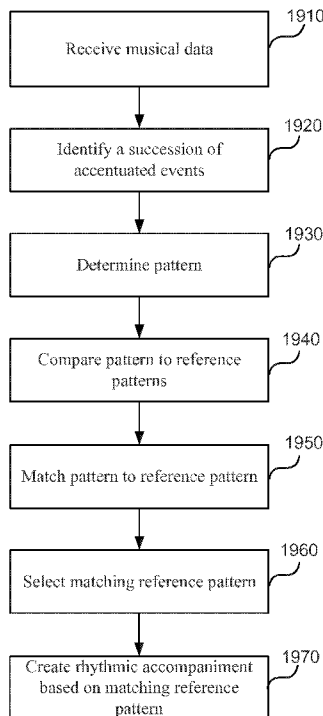 1910
Receive musical data
1920
Identify a succession of
accentuated events
1930
Determine pattern
1940
Compare pattern to reference
patterns
1950
Match pattern to reference pattern
1960
Select matching reference pattern
1970
Create rhythmic accompaniment
based on matching reference
pattern